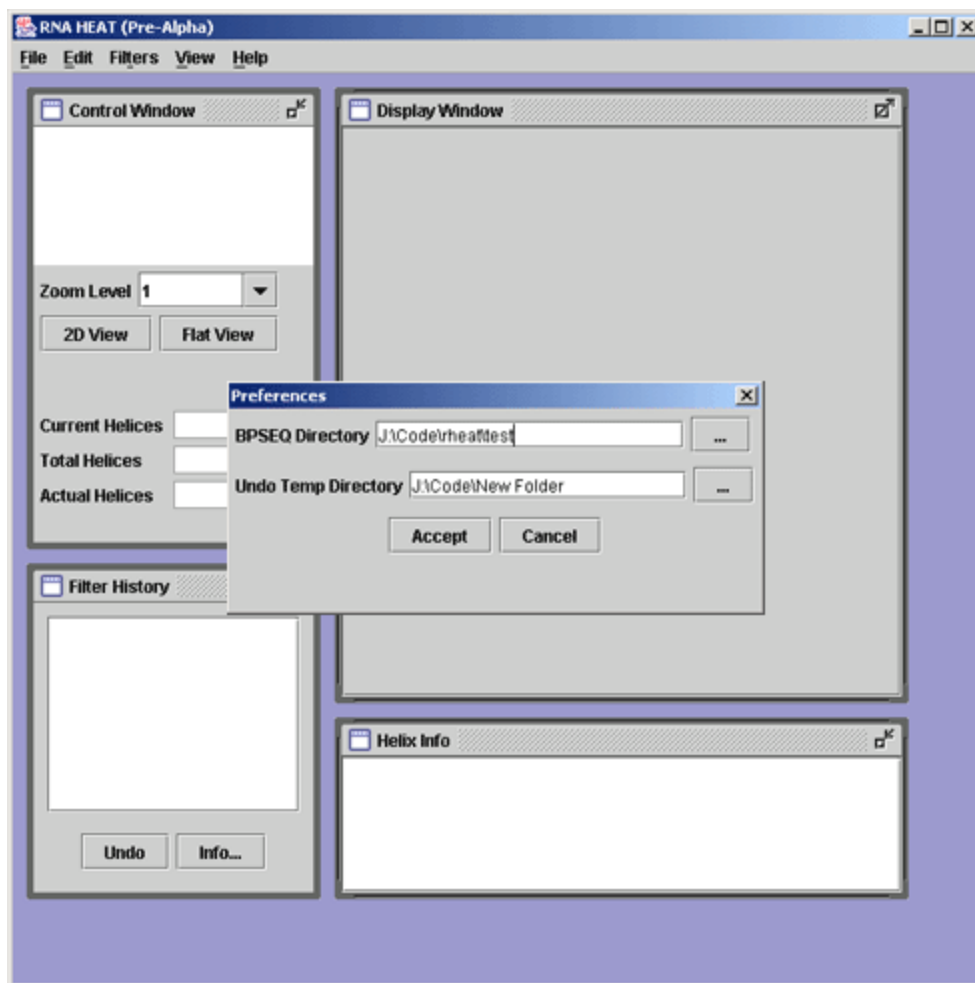 RNA HEAT (Pre-Alpha)
File Edit Filters View Help
Control Window
Display Window
Zoom Level 1
2D View Flat View
Preferences
BPSEQ Directory J:\Code\rheat\test ...
Undo Temp Directory J:\Code\New Folder ...
Accept Cancel
Current Helices
Total Helices
Actual Helices
Filter History
Undo Info...
Helix Info